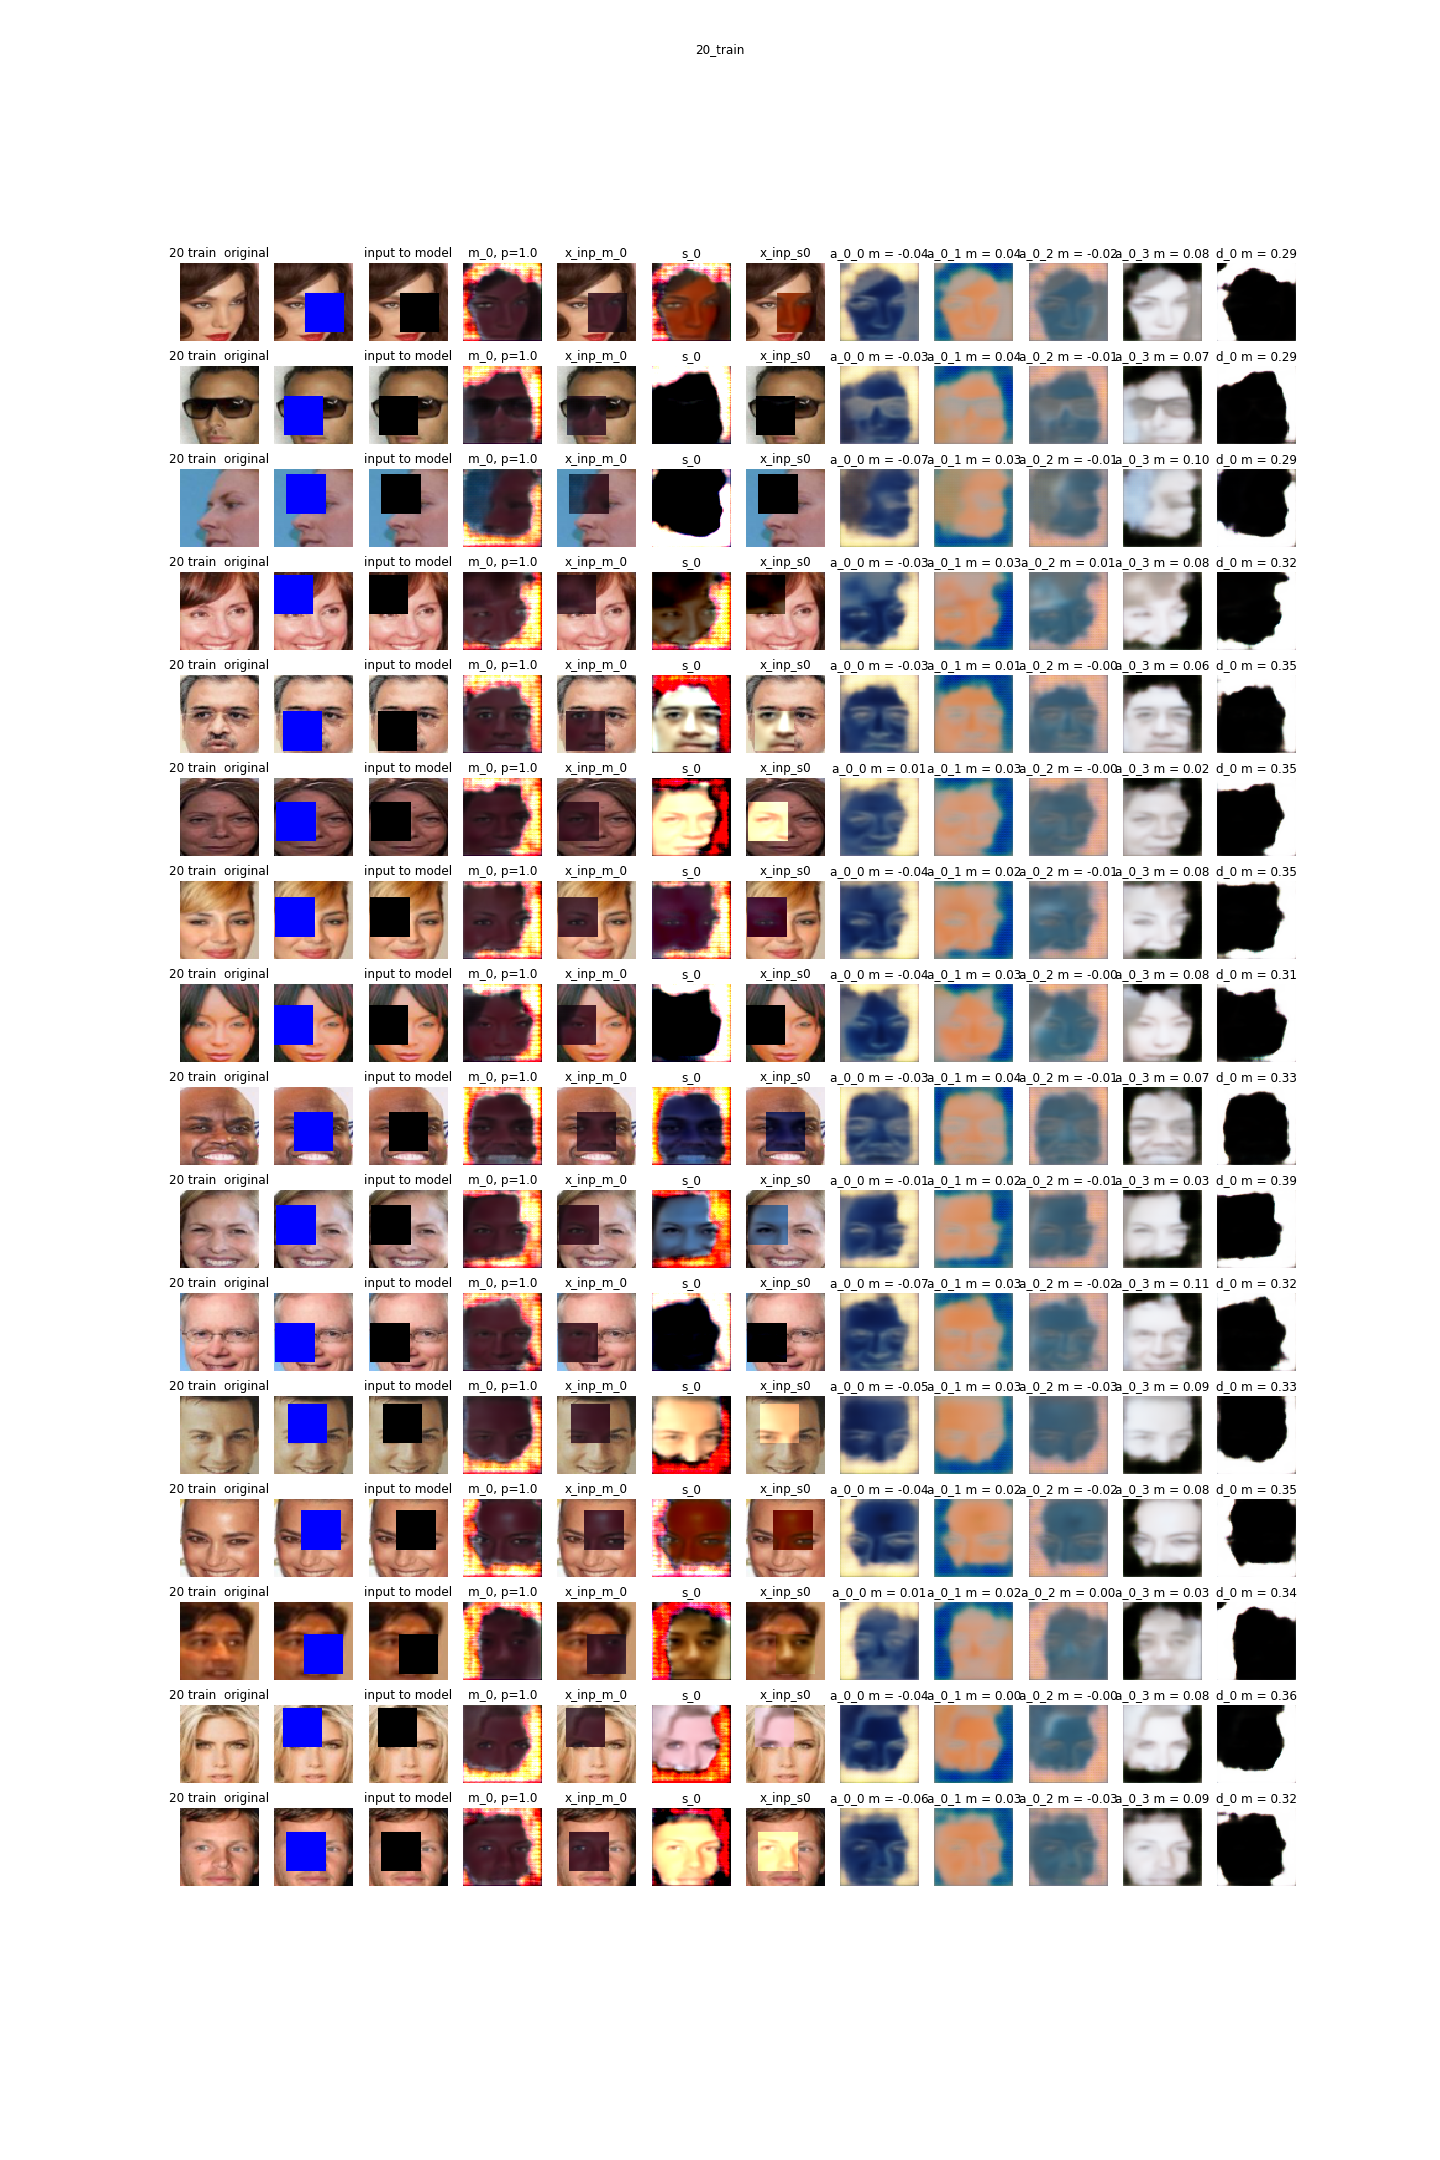 20_train
20 train original input to model m_0, p=1.0 x_inp_m_0 s_0 x_inp_s0 a_0_0 m = -0.04 a_0_1 m = 0.04 a_0_2 m = -0.02 a_0_3 m = 0.08 d_0 m = 0.29
20 train original input to model m_0, p=1.0 x_inp_m_0 s_0 x_inp_s0 a_0_0 m = -0.03 a_0_1 m = 0.04 a_0_2 m = -0.01 a_0_3 m = 0.07 d_0 m = 0.29
20 train original input to model m_0, p=1.0 x_inp_m_0 s_0 x_inp_s0 a_0_0 m = -0.07 a_0_1 m = 0.03 a_0_2 m = -0.01 a_0_3 m = 0.10 d_0 m = 0.29
20 train original input to model m_0, p=1.0 x_inp_m_0 s_0 x_inp_s0 a_0_0 m = -0.03 a_0_1 m = 0.03 a_0_2 m = 0.01 a_0_3 m = 0.08 d_0 m = 0.32
20 train original input to model m_0, p=1.0 x_inp_m_0 s_0 x_inp_s0 a_0_0 m = -0.03 a_0_1 m = 0.01 a_0_2 m = -0.00 a_0_3 m = 0.06 d_0 m = 0.35
20 train original input to model m_0, p=1.0 x_inp_m_0 s_0 x_inp_s0 a_0_0 m = 0.01 a_0_1 m = 0.03 a_0_2 m = -0.00 a_0_3 m = 0.02 d_0 m = 0.35
20 train original input to model m_0, p=1.0 x_inp_m_0 s_0 x_inp_s0 a_0_0 m = -0.04 a_0_1 m = 0.02 a_0_2 m = -0.01 a_0_3 m = 0.08 d_0 m = 0.35
20 train original input to model m_0, p=1.0 x_inp_m_0 s_0 x_inp_s0 a_0_0 m = -0.04 a_0_1 m = 0.03 a_0_2 m = -0.00 a_0_3 m = 0.08 d_0 m = 0.31
20 train original input to model m_0, p=1.0 x_inp_m_0 s_0 x_inp_s0 a_0_0 m = -0.03 a_0_1 m = 0.04 a_0_2 m = -0.01 a_0_3 m = 0.07 d_0 m = 0.33
20 train original input to model m_0, p=1.0 x_inp_m_0 s_0 x_inp_s0 a_0_0 m = -0.01 a_0_1 m = 0.02 a_0_2 m = -0.01 a_0_3 m = 0.03 d_0 m = 0.39
20 train original input to model m_0, p=1.0 x_inp_m_0 s_0 x_inp_s0 a_0_0 m = -0.07 a_0_1 m = 0.03 a_0_2 m = -0.02 a_0_3 m = 0.11 d_0 m = 0.32
20 train original input to model m_0, p=1.0 x_inp_m_0 s_0 x_inp_s0 a_0_0 m = -0.05 a_0_1 m = 0.03 a_0_2 m = -0.03 a_0_3 m = 0.09 d_0 m = 0.33
20 train original input to model m_0, p=1.0 x_inp_m_0 s_0 x_inp_s0 a_0_0 m = -0.04 a_0_1 m = 0.02 a_0_2 m = -0.02 a_0_3 m = 0.08 d_0 m = 0.35
20 train original input to model m_0, p=1.0 x_inp_m_0 s_0 x_inp_s0 a_0_0 m = 0.01 a_0_1 m = 0.02 a_0_2 m = 0.00 a_0_3 m = 0.03 d_0 m = 0.34
20 train original input to model m_0, p=1.0 x_inp_m_0 s_0 x_inp_s0 a_0_0 m = -0.04 a_0_1 m = 0.00 a_0_2 m = -0.00 a_0_3 m = 0.08 d_0 m = 0.36
20 train original input to model m_0, p=1.0 x_inp_m_0 s_0 x_inp_s0 a_0_0 m = -0.06 a_0_1 m = 0.03 a_0_2 m = -0.03 a_0_3 m = 0.09 d_0 m = 0.32